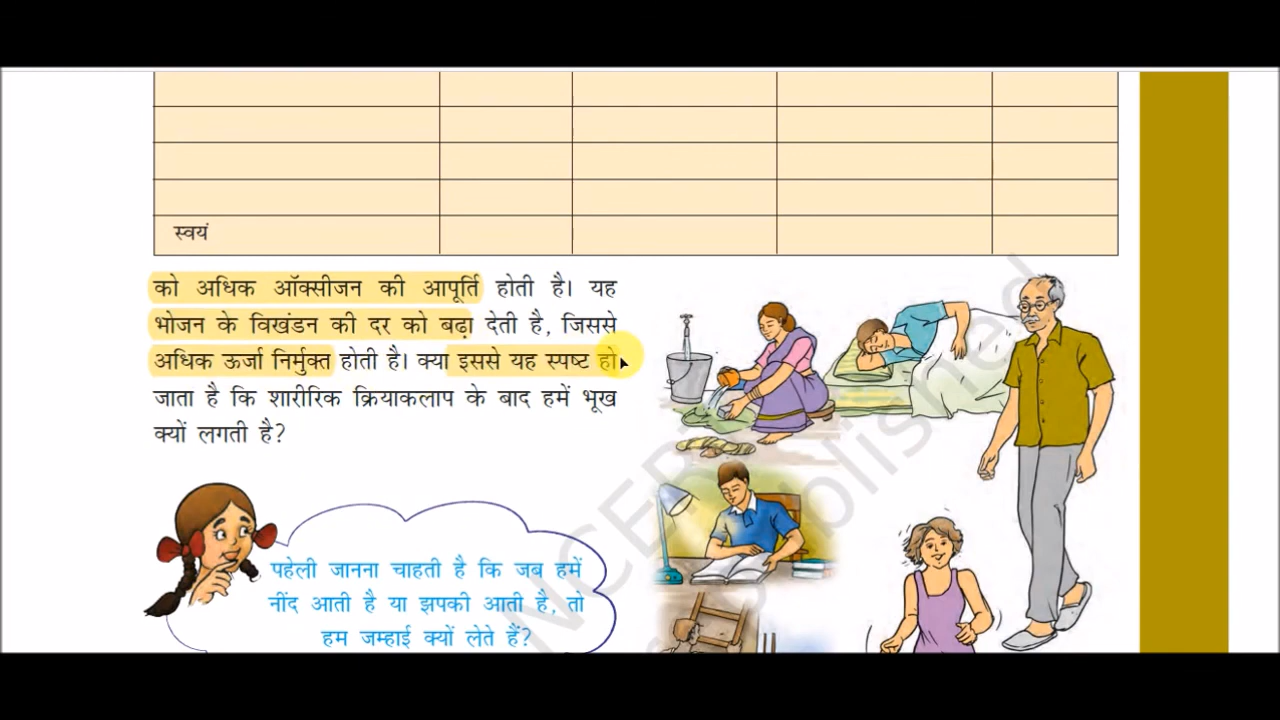 स्वयं
को अधिक ऑक्सीजन की आपूर्ति होती है। यह
भोजन के विखंडन की दर को बढ़ा देती है, जिससे
अधिक ऊर्जा निर्मुक्त होती है। क्या इससे यह स्पष्ट हो
जाता है कि शारीरिक क्रियाकलाप के बाद हमें भूख
क्यों लगती है?
पहेली जानना चाहती है कि जब हमें
नींद आती है या झपकी आती है, तो
हम जम्हाई क्यों लेते हैं?